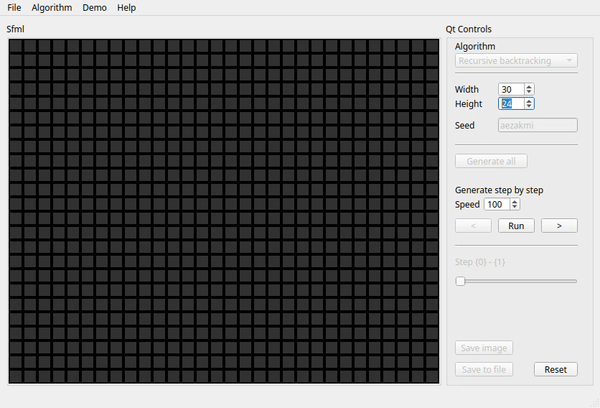 File Algorithm Demo Help
Sfml
Qt Controls
Algorithm
Recursive backtracking
Width 30
Height 24
Seed aezakmi
Generate all
Generate step by step
Speed 100
< Run >
Step {0} - {1}
Save image
Save to file Reset